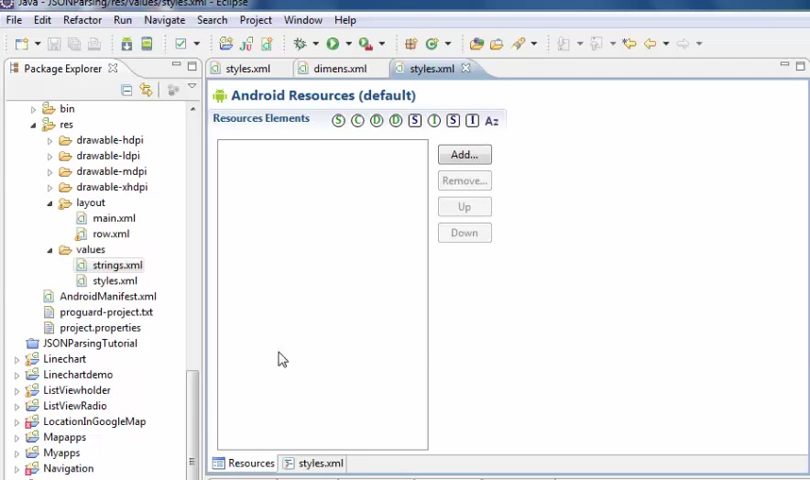 Java - JSONParsing/res/values/styles.xml - Eclipse
File Edit Refactor Run Navigate Search Project Window Help
Package Explorer
styles.xml dimens.xml styles.xml
Android Resources (default)
Resources Elements S C D D S I S I Az
Add...
Remove...
Up
Down
bin
res
drawable-hdpi
drawable-ldpi
drawable-mdpi
drawable-xhdpi
layout
main.xml
row.xml
values
strings.xml
styles.xml
AndroidManifest.xml
proguard-project.txt
project.properties
JSONParsingTutorial
Linechart
Linechartdemo
ListViewholder
ListViewRadio
LocationInGoogleMap
Mapapps
Myapps
Navigation
Resources styles.xml